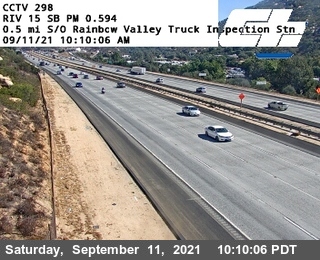 CCTV 298
RIV 15 SB PM 0.594
0.5 mi S/O Rainbcw Valley Truck Inspection Stn
09/11/21 10:10:06 AM
Saturday, September 11, 2021 10:10:06 PDT